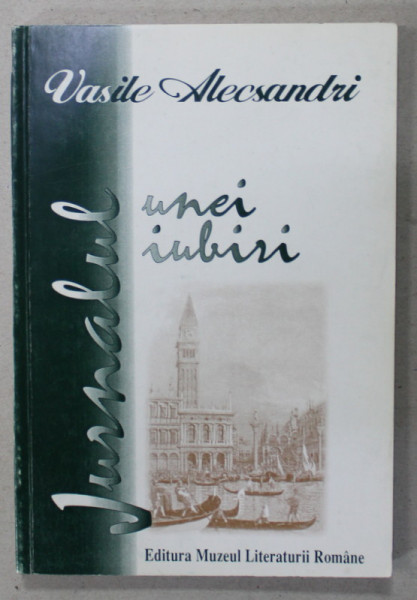 Vasile Alecsandri
Jurnalul
unei
iubiri
Editura Muzeul Literaturii Române